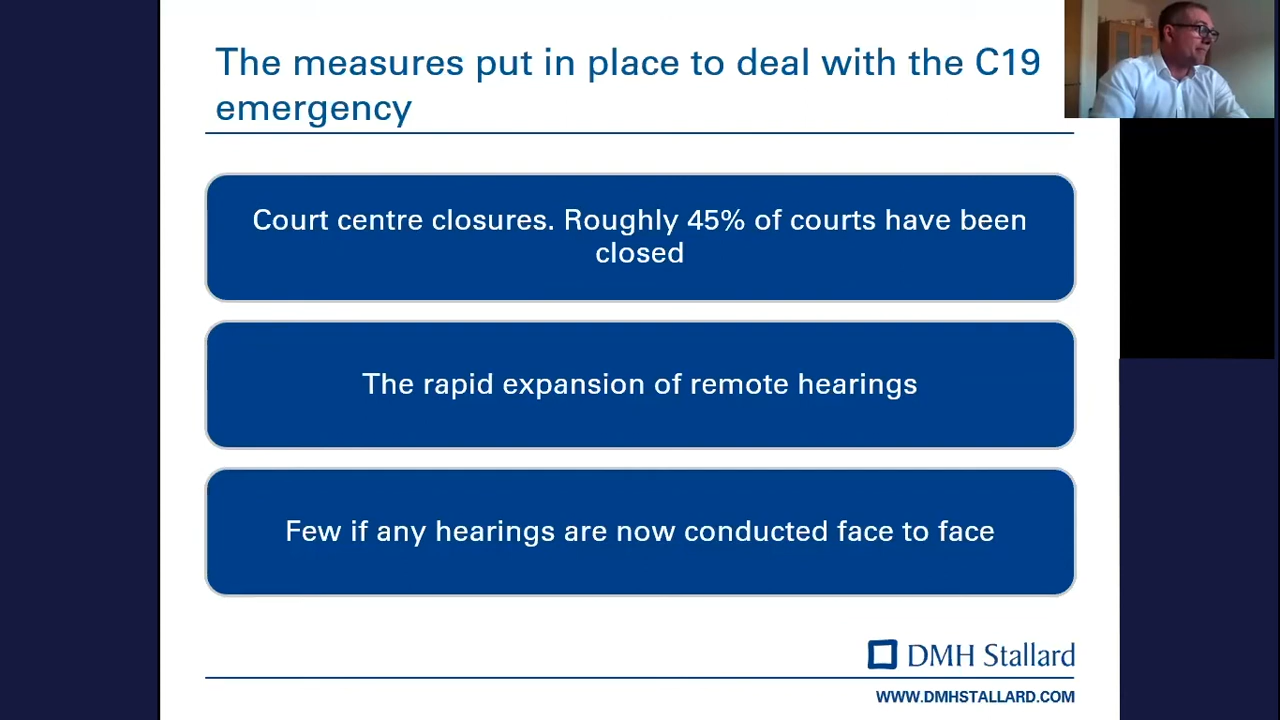 The measures put in place to deal with the C19
emergency
Court centre closures. Roughly 45% of courts have been
closed
The rapid expansion of remote hearings
Few if any hearings are now conducted face to face
DMH Stallard
WWW.DMHSTALLARD.COM